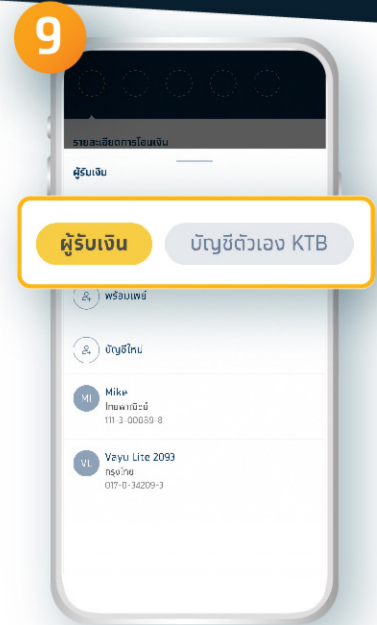 9
รายละเอียดการโอนเงิน
ผู้รับเงิน
ผู้รับเงิน
บัญชีตัวเอง KTB
พร้อมเพย์
บัญชีใหม่
MI
Mike
ไทยพาณิชย์
111-3-00089-8
VL
Vayu Lite 2093
กรุงไทย
017-0-34209-3